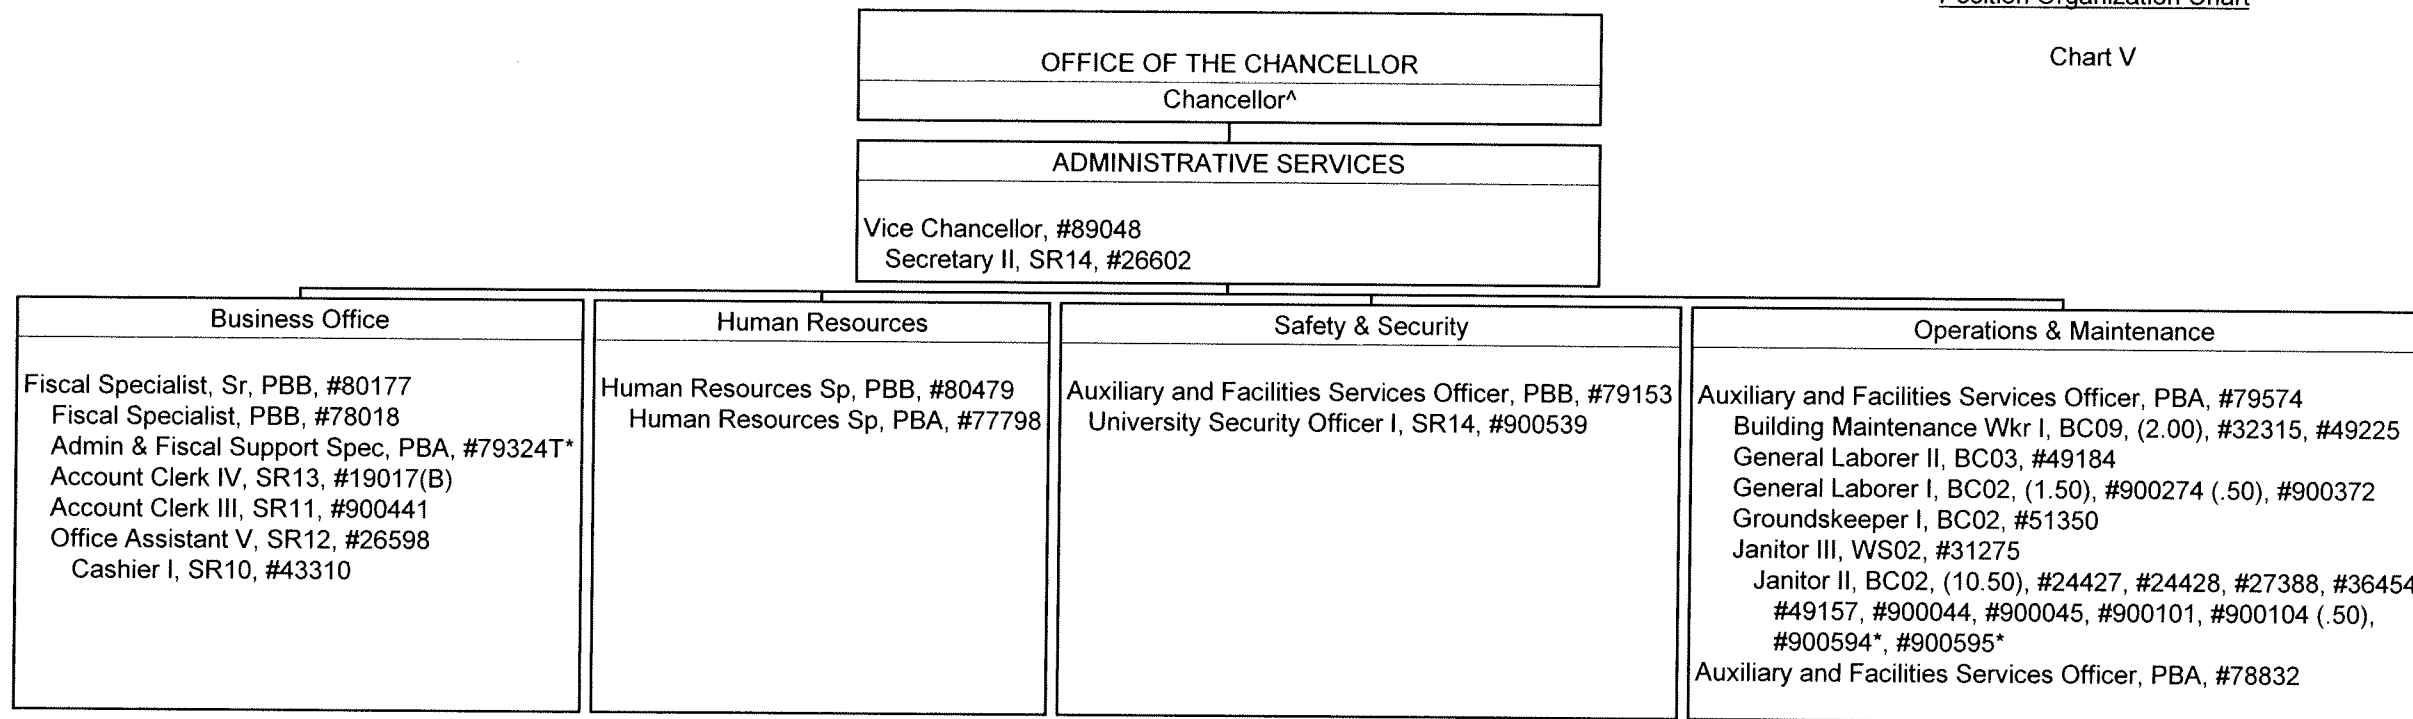 Position Organization Chart
Chart V
OFFICE OF THE CHANCELLOR
Chancellor^
ADMINISTRATIVE SERVICES
Vice Chancellor, #89048
Secretary II, SR14, #26602
Business Office
Fiscal Specialist, Sr, PBB, #80177
Fiscal Specialist, PBB, #78018
Admin & Fiscal Support Spec, PBA, #79324T*
Account Clerk IV, SR13, #19017(B)
Account Clerk III, SR11, #900441
Office Assistant V, SR12, #26598
Cashier I, SR10, #43310
Human Resources
Human Resources Sp, PBB, #80479
Human Resources Sp, PBA, #77798
Safety & Security
Auxiliary and Facilities Services Officer, PBB, #79153
University Security Officer I, SR14, #900539
Operations & Maintenance
Auxiliary and Facilities Services Officer, PBA, #79574
Building Maintenance Wkr I, BC09, (2.00), #32315, #49225
General Laborer II, BC03, #49184
General Laborer I, BC02, (1.50), #900274 (.50), #900372
Groundskeeper I, BC02, #51350
Janitor III, WS02, #31275
Janitor II, BC02, (10.50), #24427, #24428, #27388, #36454
#49157, #900044, #900045, #900101, #900104 (.50),
#900594*, #900595*
Auxiliary and Facilities Services Officer, PBA, #78832